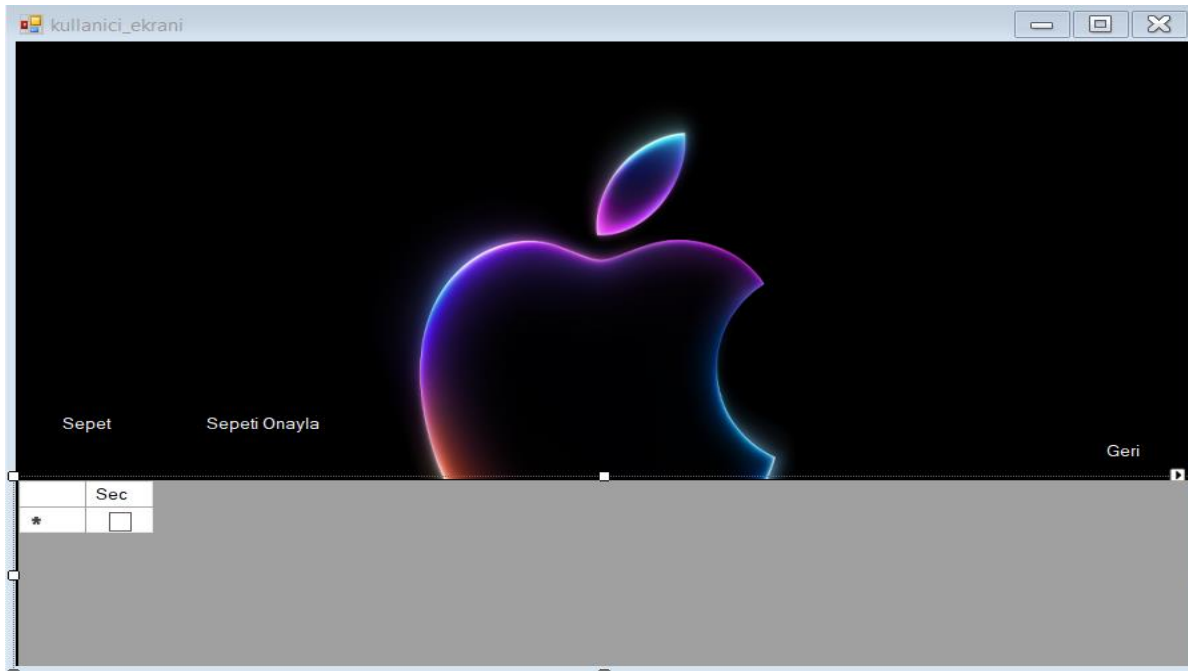 kullanici_ekrani
Sepet
Sepeti Onayla
Geri
Sec
*